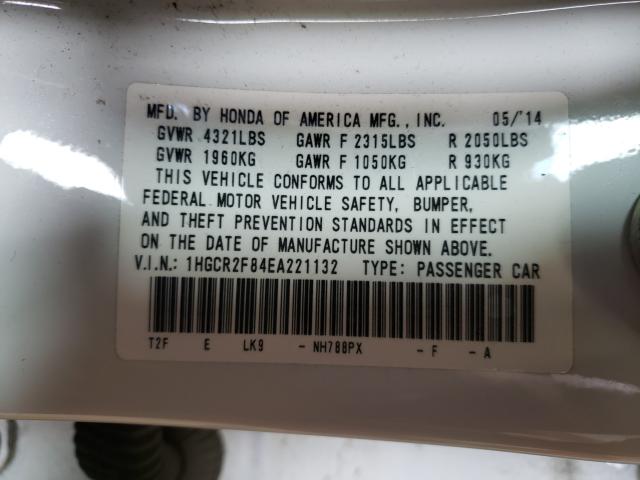 MFD. BY HONDA OF AMERICA MFG., INC. 05/'14
GVWR 4321LBS GAWR F 2315LBS R 2050LBS
GVWR 1960KG GAWR F 1050KG R 930KG
THIS VEHICLE CONFORMS TO ALL APPLICABLE
FEDERAL MOTOR VEHICLE SAFETY, BUMPER,
AND THEFT PREVENTION STANDARDS IN EFFECT
ON THE DATE OF MANUFACTURE SHOWN ABOVE.
V.I.N.: 1HGCR2F84EA221132 TYPE: PASSENGER CAR
T2F E LK9 - NH788PX - F - A